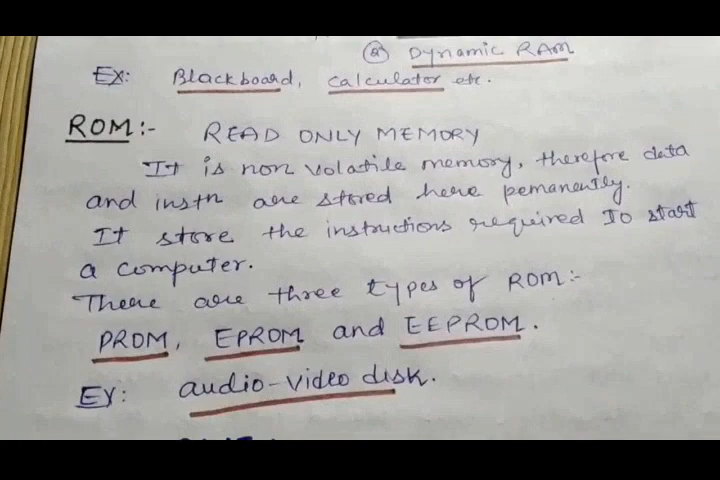 ② Dynamic RAM
Ex: Blackboard, Calculator etc.
ROM:- READ ONLY MEMORY
It is non volatile memory, therefore data
and instn are stored here pemanently.
It store the instructions required To start
a computer.
There are three types of ROM:-
PROM, EPROM and EEPROM.
Ex: audio-video disk.